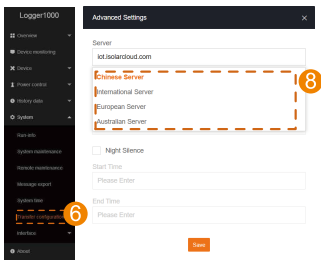 Logger1000
Overview
Device monitoring
Device
Power control
History data
System
Run-info
System maintenance
Remote maintenance
Message export
System time
Transfer configuration
Interface
About
6
Advanced Settings
×
Server
iot.isolarcloud.com
Chinese Server
International Server
European Server
Australian Server
8
Night Silence
Start Time
Please Enter
End Time
Please Enter
Save